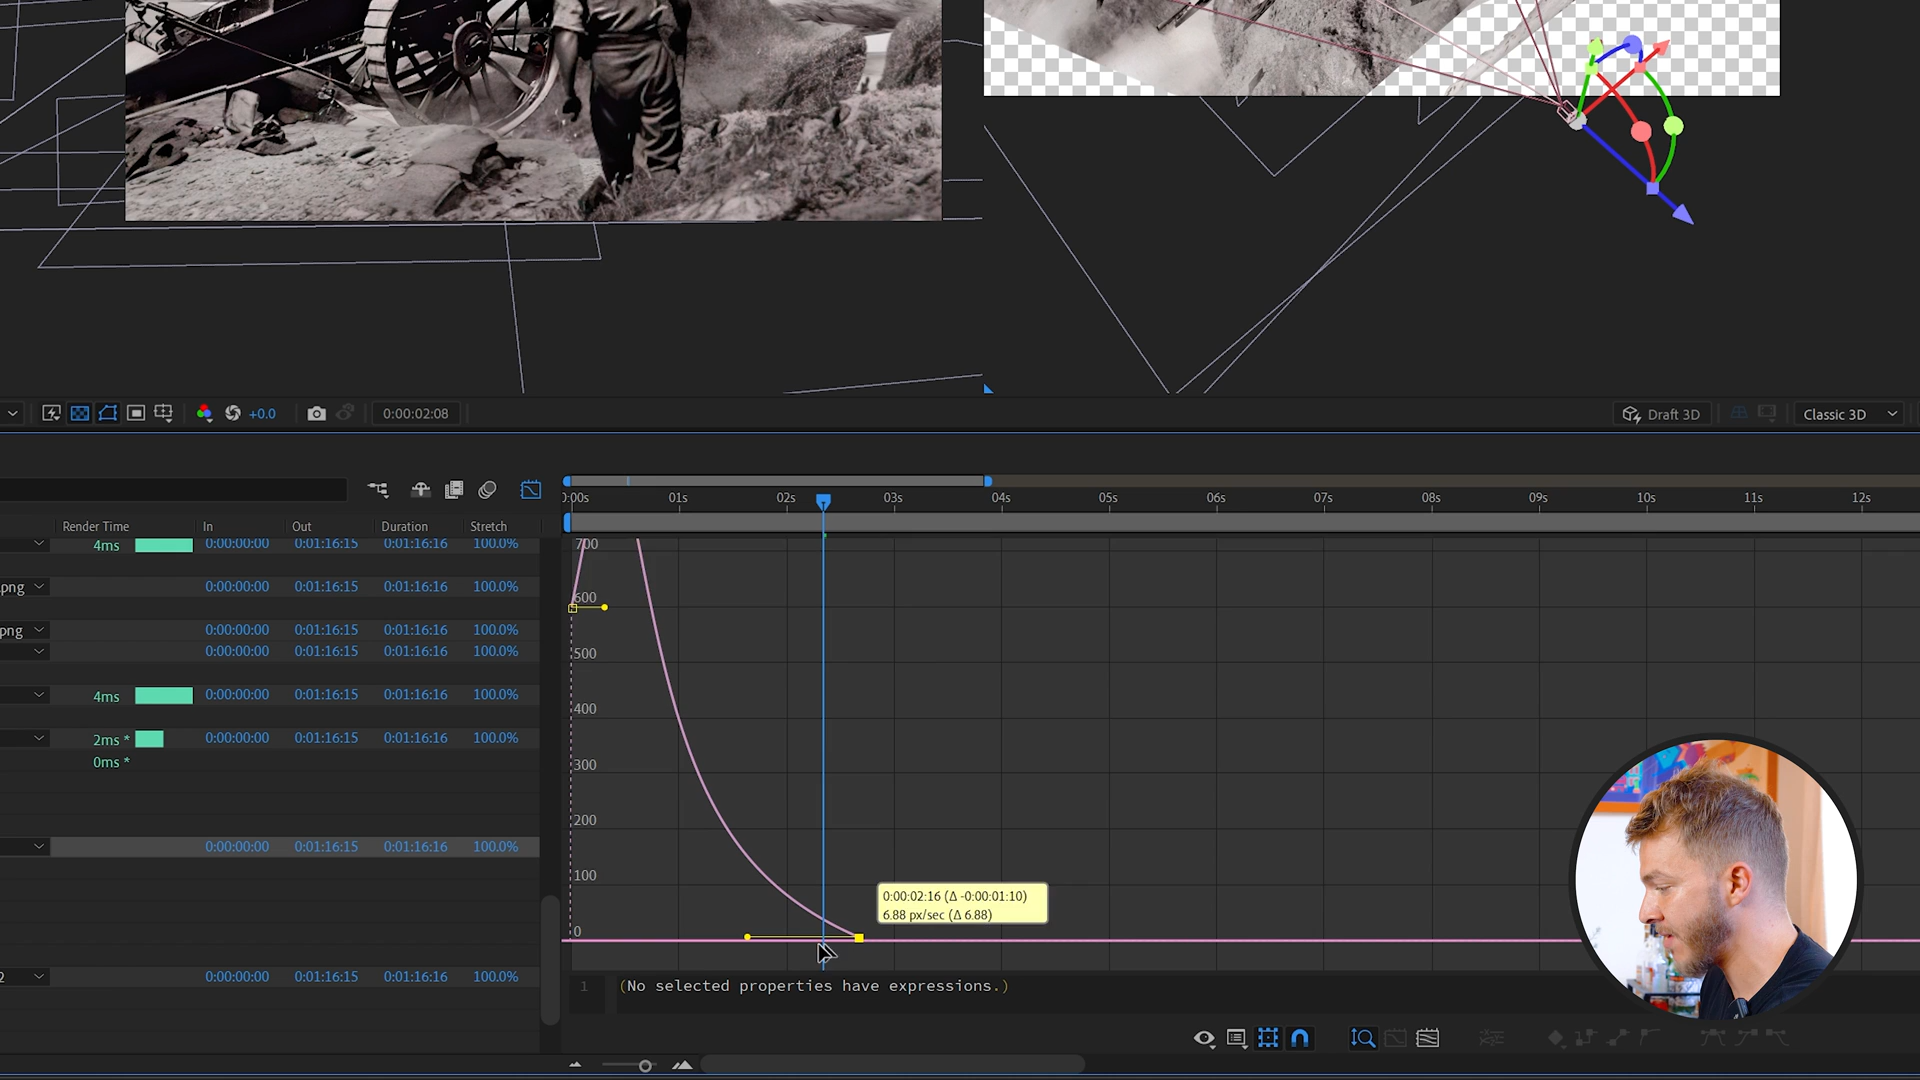 +0.0
0:00:02:08
Draft 3D
Classic 3D
0:00s 01s 02s 03s 04s 05s 06s 07s 08s 09s 10s 11s 12s
Render Time In Out Duration Stretch
4ms 0:00:00:00 0:01:16:15 0:01:16:16 100.0%
png 0:00:00:00 0:01:16:15 0:01:16:16 100.0%
png 0:00:00:00 0:01:16:15 0:01:16:16 100.0%
0:00:00:00 0:01:16:15 0:01:16:16 100.0%
4ms 0:00:00:00 0:01:16:15 0:01:16:16 100.0%
2ms * 0:00:00:00 0:01:16:15 0:01:16:16 100.0%
0ms *
0:00:00:00 0:01:16:15 0:01:16:16 100.0%
2 0:00:00:00 0:01:16:15 0:01:16:16 100.0%
700
600
500
400
300
200
100
0
0:00:02:16 (Δ -0:00:01:10)
6.88 px/sec (Δ 6.88)
1 (No selected properties have expressions.)